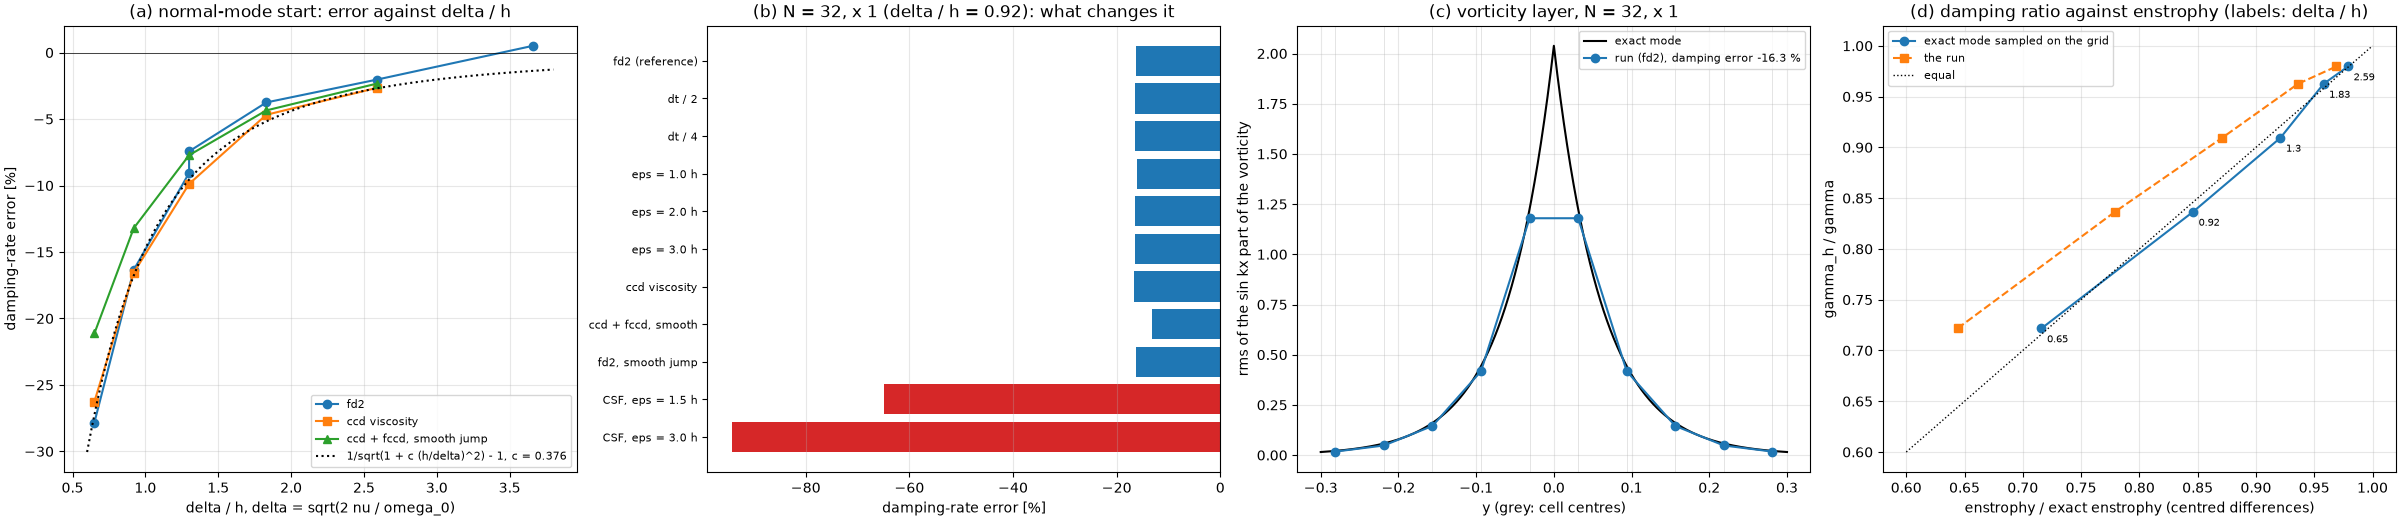 (a) normal-mode start: error against delta / h
damping-rate error [%]
0
−5
−10
−15
−20
−25
−30
fd2
ccd viscosity
ccd + fccd, smooth jump
1/sqrt(1 + c (h/delta)^2) - 1, c = 0.376
0.5
1.0
1.5
2.0
2.5
3.0
3.5
delta / h, delta = sqrt(2 nu / omega_0)
(b) N = 32, x 1 (delta / h = 0.92): what changes it
fd2 (reference)
dt / 2
dt / 4
eps = 1.0 h
eps = 2.0 h
eps = 3.0 h
ccd viscosity
ccd + fccd, smooth
fd2, smooth jump
CSF, eps = 1.5 h
CSF, eps = 3.0 h
−80
−60
−40
−20
0
damping-rate error [%]
(c) vorticity layer, N = 32, x 1
rms of the sin kx part of the vorticity
2.00
1.75
1.50
1.25
1.00
0.75
0.50
0.25
0.00
exact mode
run (fd2), damping error -16.3 %
−0.3
−0.2
−0.1
0.0
0.1
0.2
0.3
y (grey: cell centres)
(d) damping ratio against enstrophy (labels: delta / h)
gamma_h / gamma
1.00
0.95
0.90
0.85
0.80
0.75
0.70
0.65
0.60
exact mode sampled on the grid
the run
equal
2.59
1.83
1.3
0.92
0.65
0.60
0.65
0.70
0.75
0.80
0.85
0.90
0.95
1.00
enstrophy / exact enstrophy (centred differences)